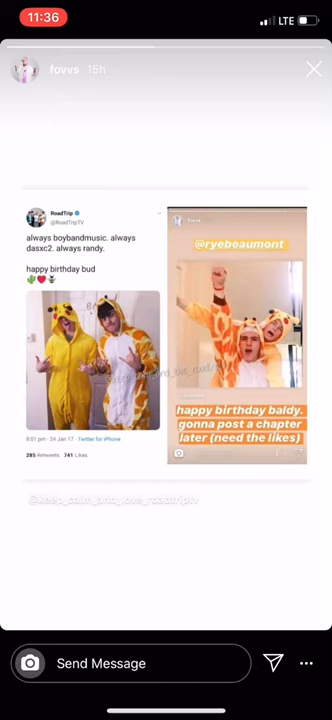 11:36
LTE
fovvs 15h
RoadTrip
@RoadTripTV
always boybandmusic. always
dasxc2. always randy.
happy birthday bud
🌵❤️
8:01 pm · 24 Jan 17 · Twitter for iPhone
285 Retweets 741 Likes
fovvs
@ryebeaumont
happy birthday baldy.
gonna post a chapter
later (need the likes)
@keep_calm_and_love_roadtriptv
Send Message